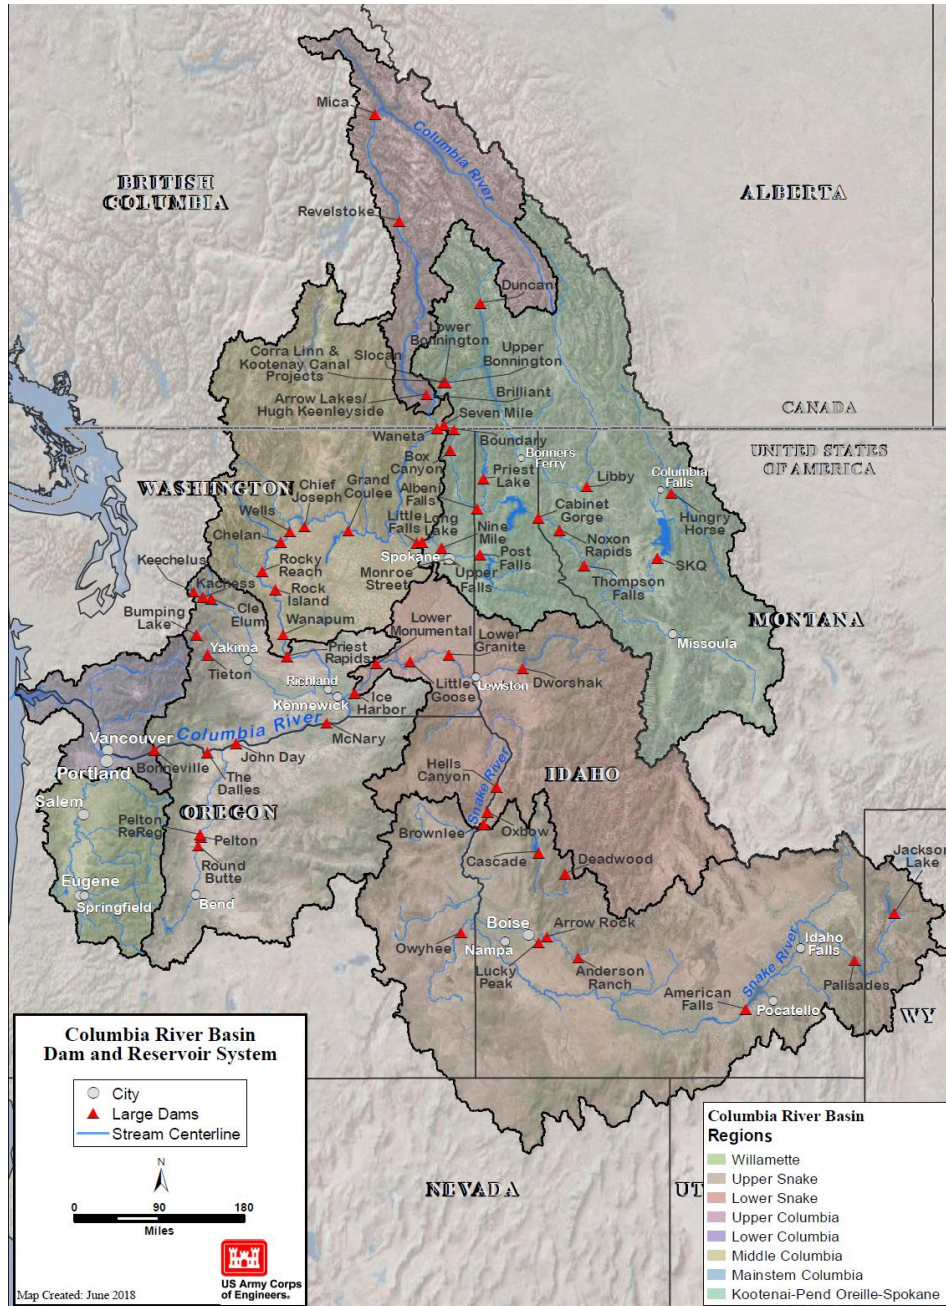 Mica
Columbia River
BRITISH
COLUMBIA
ALBERTA
Revelstoke
Duncan
Lower
Bonnington
Upper
Bonnington
Corra Linn &
Kootenay Canal
Projects
Slocan
Arrow Lakes/
Hugh Keenleyside
Brilliant
Seven Mile
CANADA
Waneta
Boundary
UNITED STATES
OF AMERICA
Box
Canyon
Bonners
Ferry
Priest
Lake
Libby
Columbia
Falls
WASHINGTON
Chief
Joseph
Grand
Coulee
Albeni
Falls
Cabinet
Gorge
Hungry
Horse
Wells
Little
Falls
Long
Lake
Nine
Mile
Noxon
Rapids
Chelan
Spokane
Post
Falls
SKQ
Keechelus
Rocky
Reach
Monroe
Street
Upper
Falls
Thompson
Falls
Kachess
Rock
Island
Bumping
Lake
Cle
Elum
Wanapum
MONTANA
Lower
Monumental
Lower
Granite
Missoula
Yakima
Priest
Rapids
Tieton
Richland
Little
Goose
Lewiston
Dworshak
Kennewick
Ice
Harbor
Columbia River
McNary
Vancouver
John Day
Bonneville
The
Dalles
Portland
Hells
Canyon
Snake River
IDAHO
Salem
OREGON
Pelton
ReReg
Pelton
Brownlee
Oxbow
Round
Butte
Cascade
Deadwood
Jackson
Lake
Eugene
Springfield
Bend
Boise
Arrow Rock
Owyhee
Nampa
Snake River
Idaho
Falls
Lucky
Peak
Anderson
Ranch
Palisades
American
Falls
Pocatello
WY
NEVADA
UT
Columbia River Basin
Dam and Reservoir System
City
Large Dams
Stream Centerline
N
0 90 180
Miles
US Army Corps
of Engineers®
Map Created: June 2018
Columbia River Basin
Regions
Willamette
Upper Snake
Lower Snake
Upper Columbia
Lower Columbia
Middle Columbia
Mainstem Columbia
Kootenai-Pend Oreille-Spokane